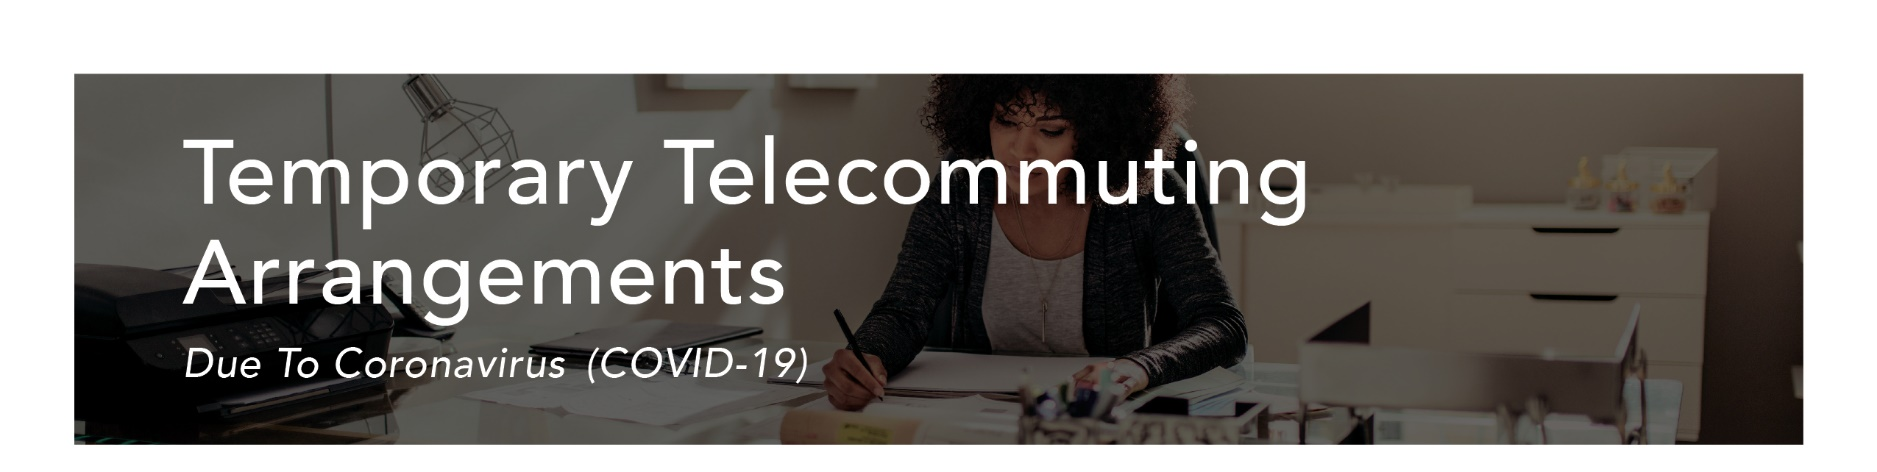 Temporary Telecommuting
Arrangements
Due To Coronavirus (COVID-19)